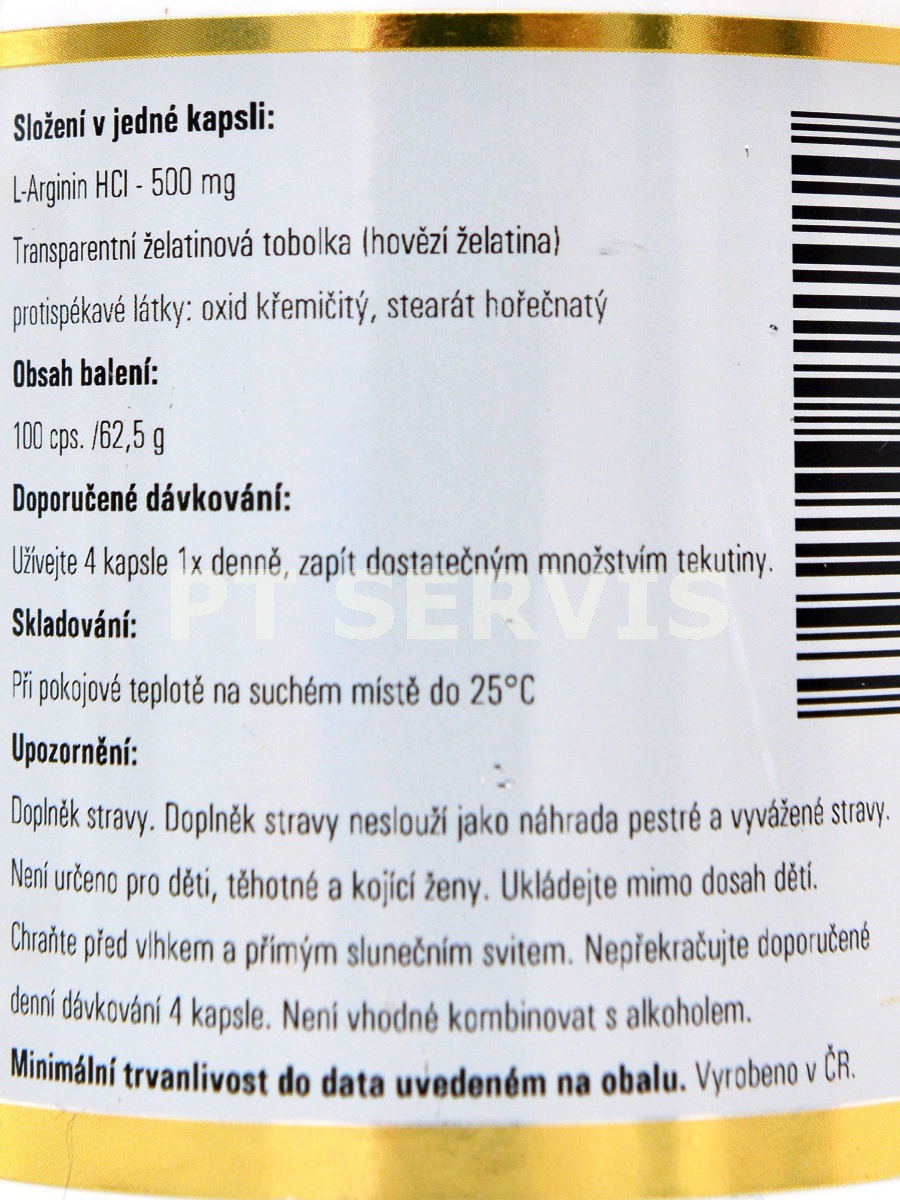 Složení v jedné kapsli:
L-Arginin HCl - 500 mg
Transparentní želatinová tobolka (hovězí želatina)
protispékavé látky: oxid křemičitý, stearát hořečnatý
Obsah balení:
100 cps. /62,5 g
Doporučené dávkování:
Užívejte 4 kapsle 1x denně, zapít dostatečným množstvím tekutiny.
PT SERVIS
Skladování:
Při pokojové teplotě na suchém místě do 25°C
Upozornění:
Doplněk stravy. Doplněk stravy neslouží jako náhrada pestré a vyvážené stravy.
Není určeno pro děti, těhotné a kojící ženy. Ukládejte mimo dosah dětí.
Chraňte před vlhkem a přímým slunečním svitem. Nepřekračujte doporučené
denní dávkování 4 kapsle. Není vhodné kombinovat s alkoholem.
Minimální trvanlivost do data uvedeném na obalu. Vyrobeno v ČR.